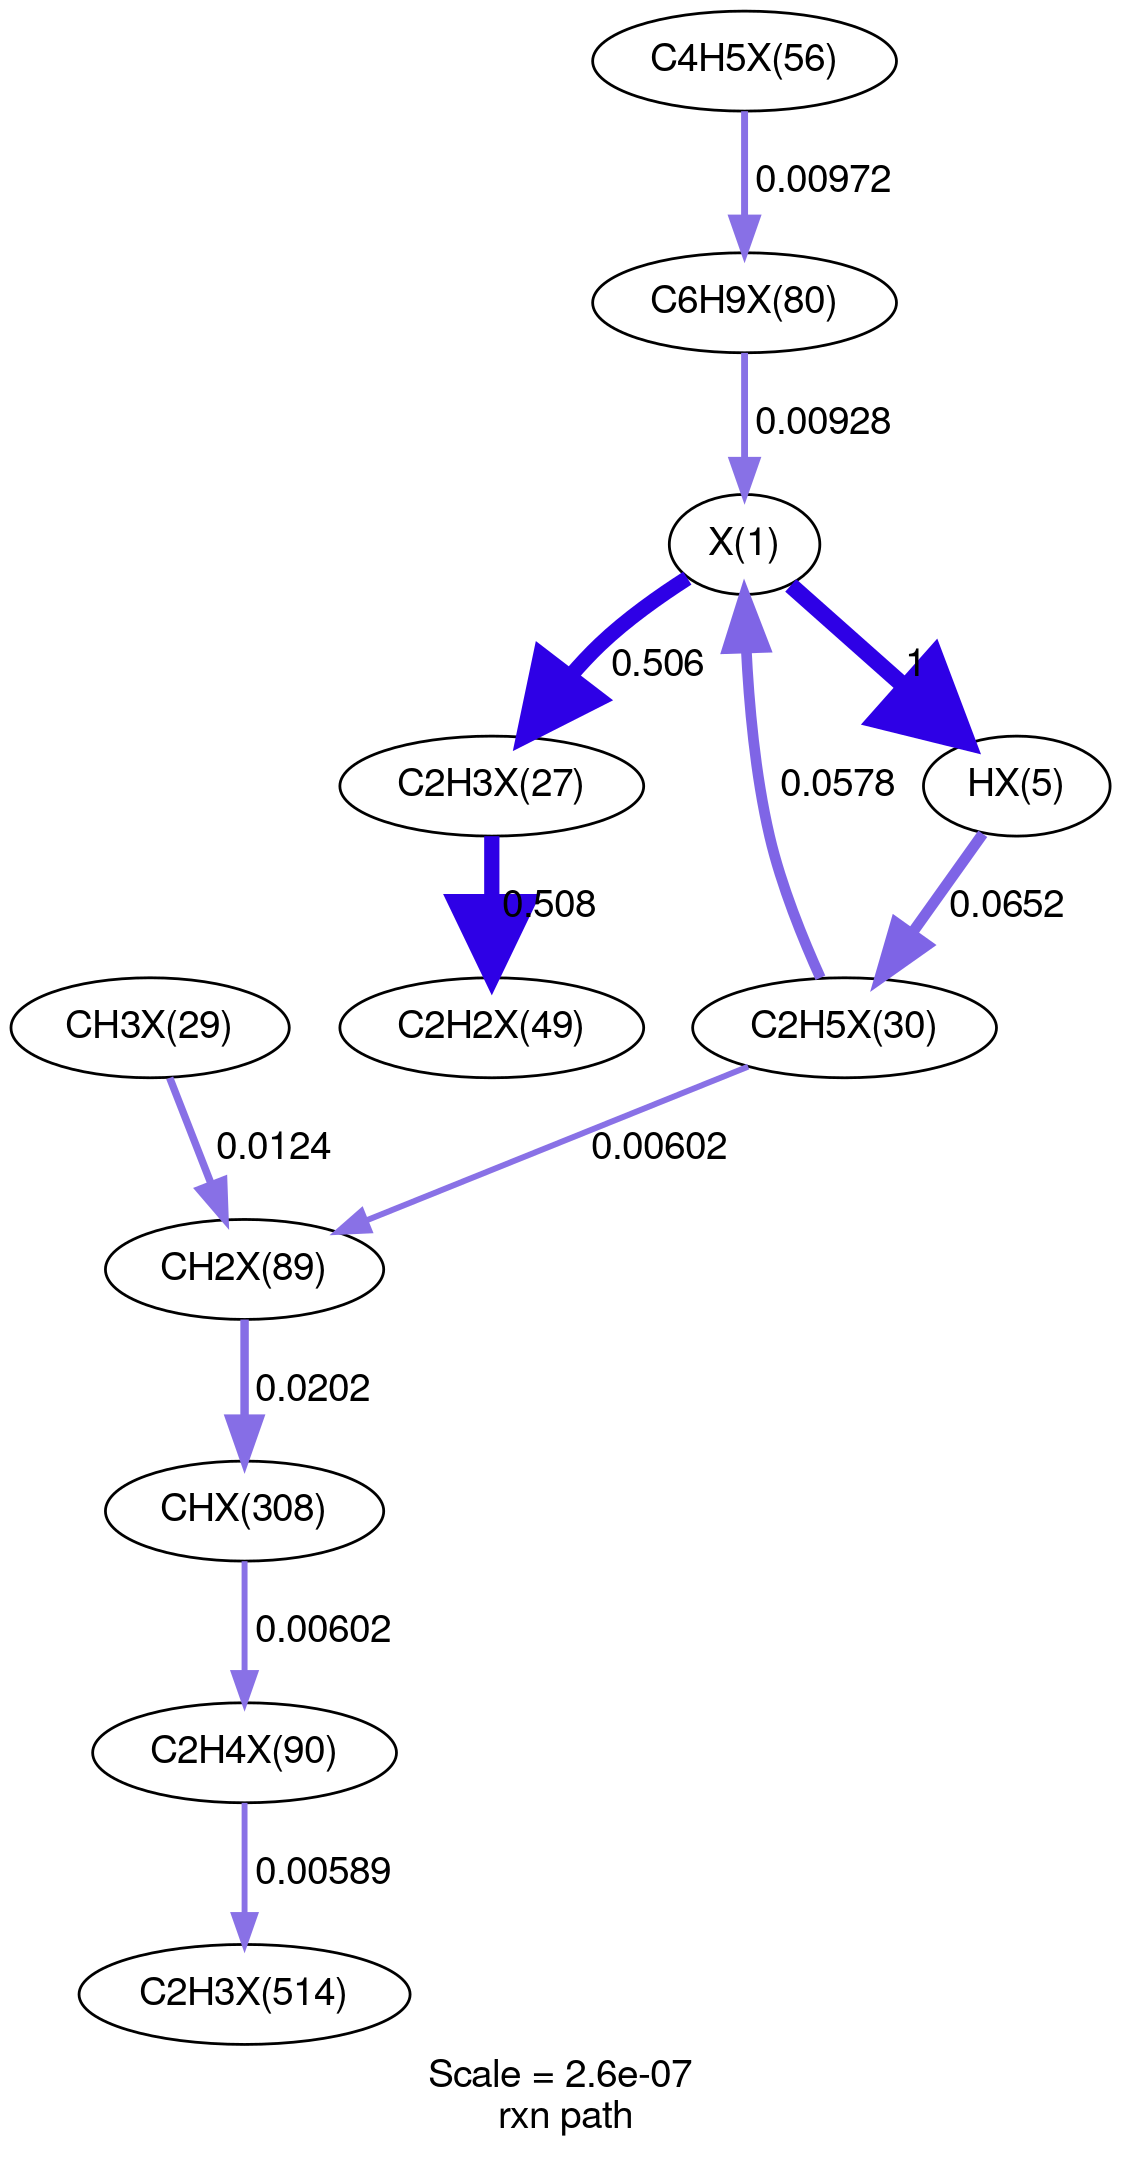 C4H5X(56)
0.00972
C6H9X(80)
0.00928
X(1)
0.506
1
C2H3X(27)
0.0578
HX(5)
0.508
0.0652
CH3X(29)
C2H2X(49)
C2H5X(30)
0.0124
0.00602
CH2X(89)
0.0202
CHX(308)
0.00602
C2H4X(90)
0.00589
C2H3X(514)
Scale = 2.6e-07
rxn path